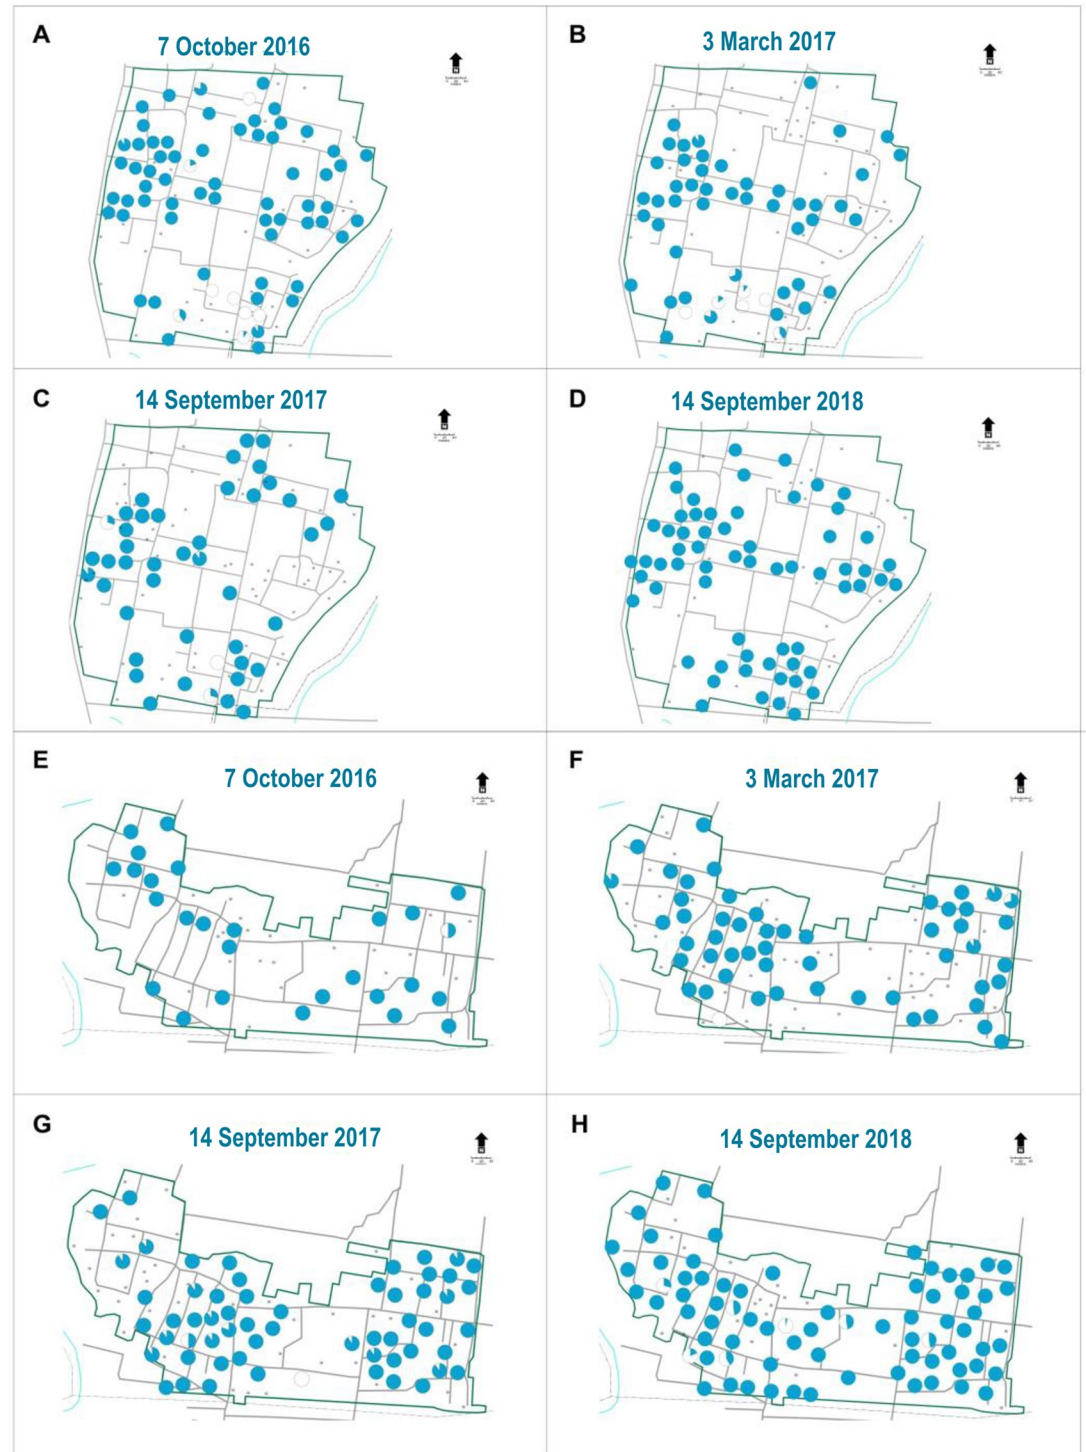 A
7 October 2016
B
3 March 2017
C
14 September 2017
D
14 September 2018
E
7 October 2016
F
3 March 2017
G
14 September 2017
H
14 September 2018